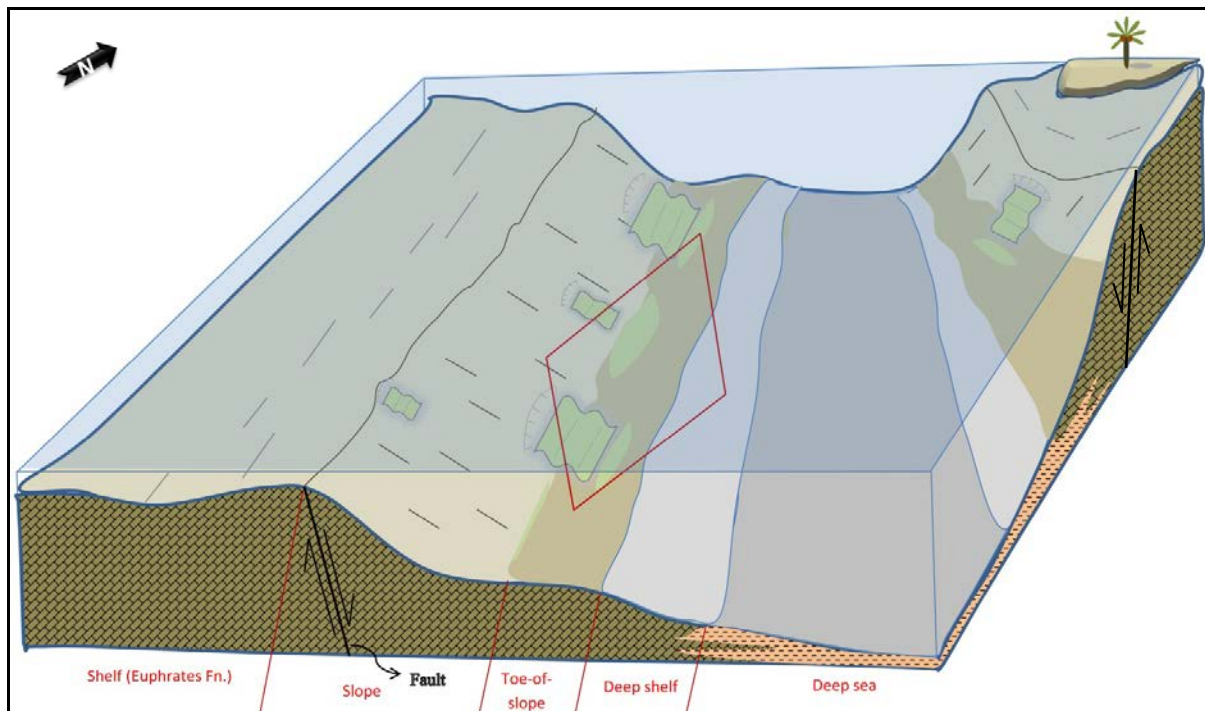 N
Shelf (Euphrates Fn.)
Slope
Fault
Toe-of-
slope
Deep shelf
Deep sea